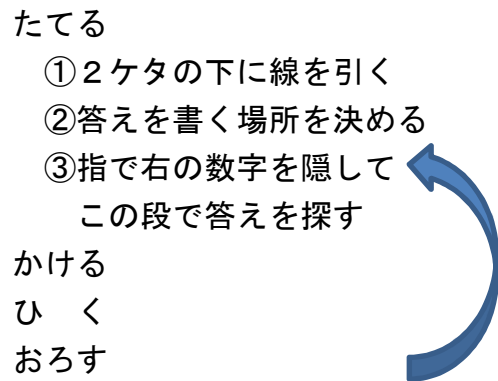 たてる
①２ケタの下に線を引く
②答えを書く場所を決める
③指で右の数字を隠して
この段で答えを探す
かける
ひ　く
おろす